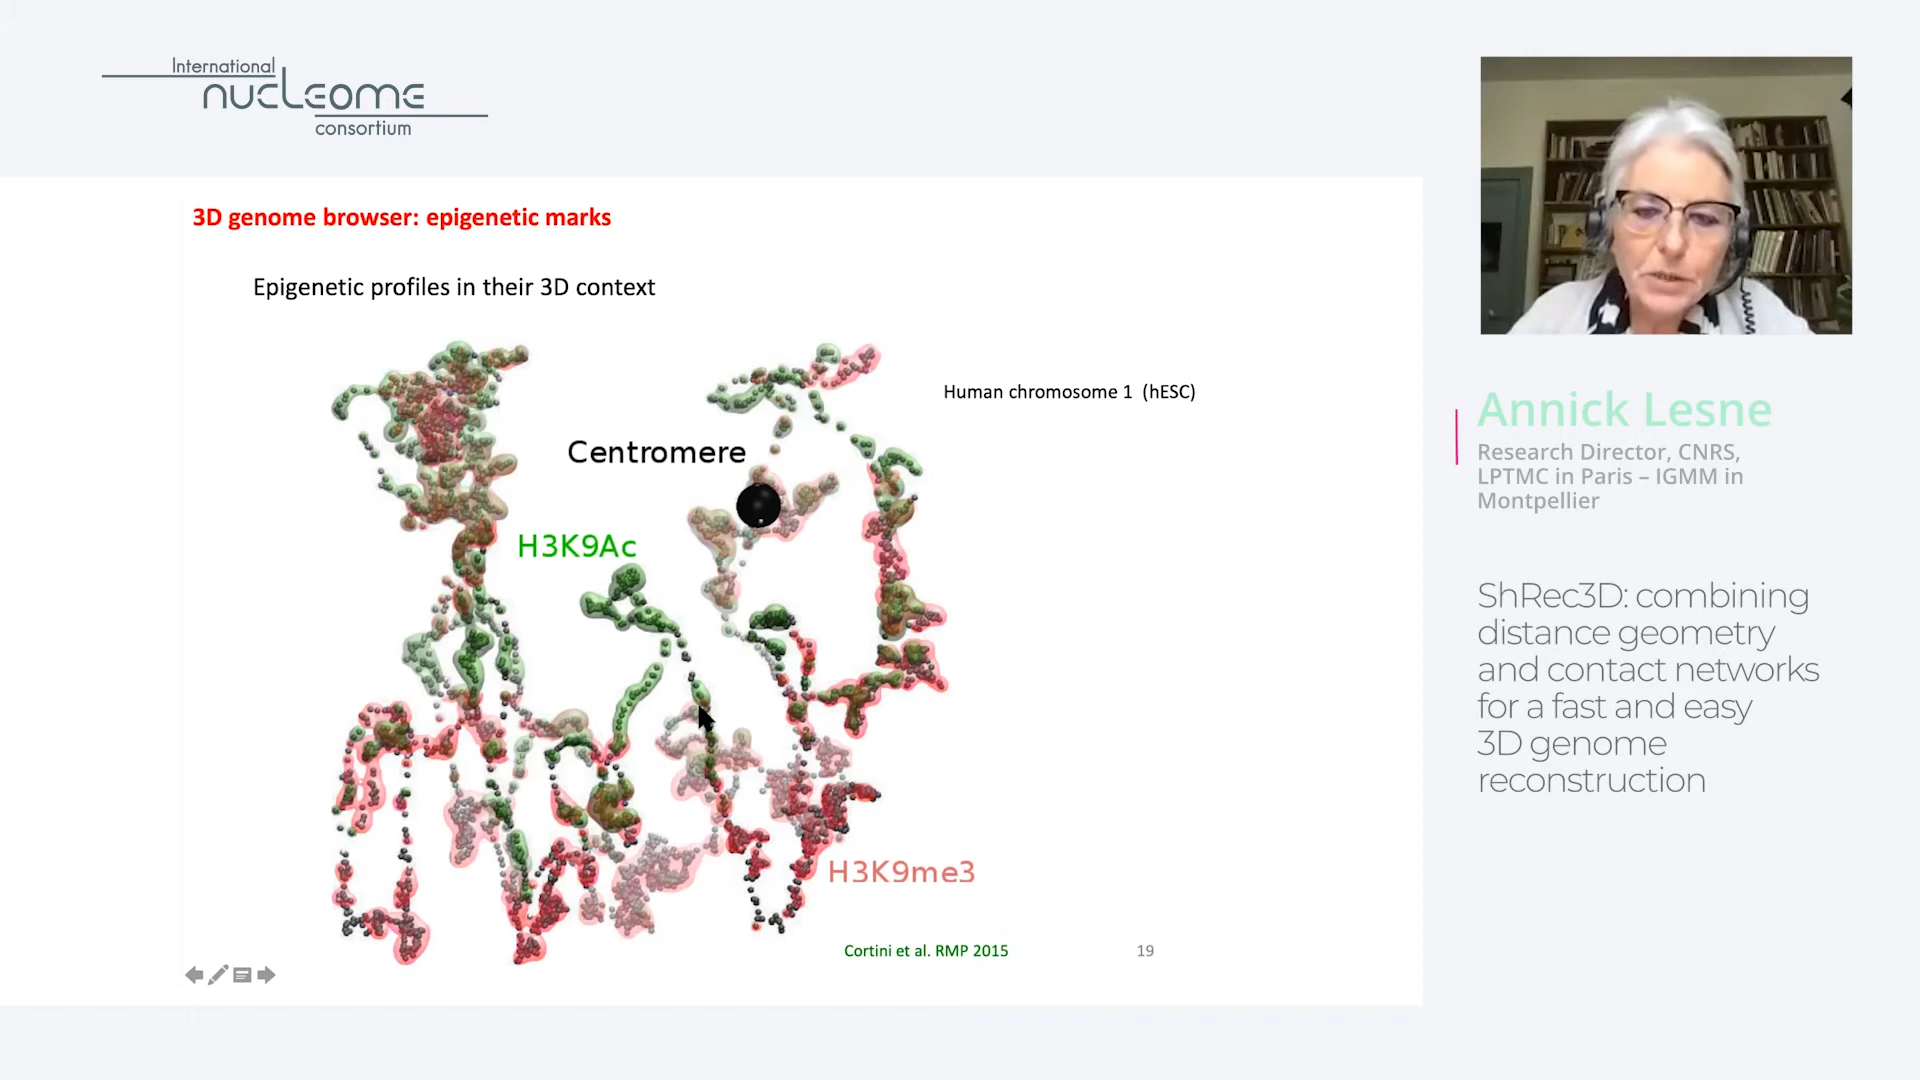 International
nucleome
consortium
3D genome browser: epigenetic marks
Epigenetic profiles in their 3D context
Human chromosome 1 (hESC)
Centromere
H3K9Ac
H3K9me3
Cortini et al. RMP 2015
19
Annick Lesne
Research Director, CNRS,
LPTMC in Paris – IGMM in
Montpellier
ShRec3D: combining
distance geometry
and contact networks
for a fast and easy
3D genome
reconstruction